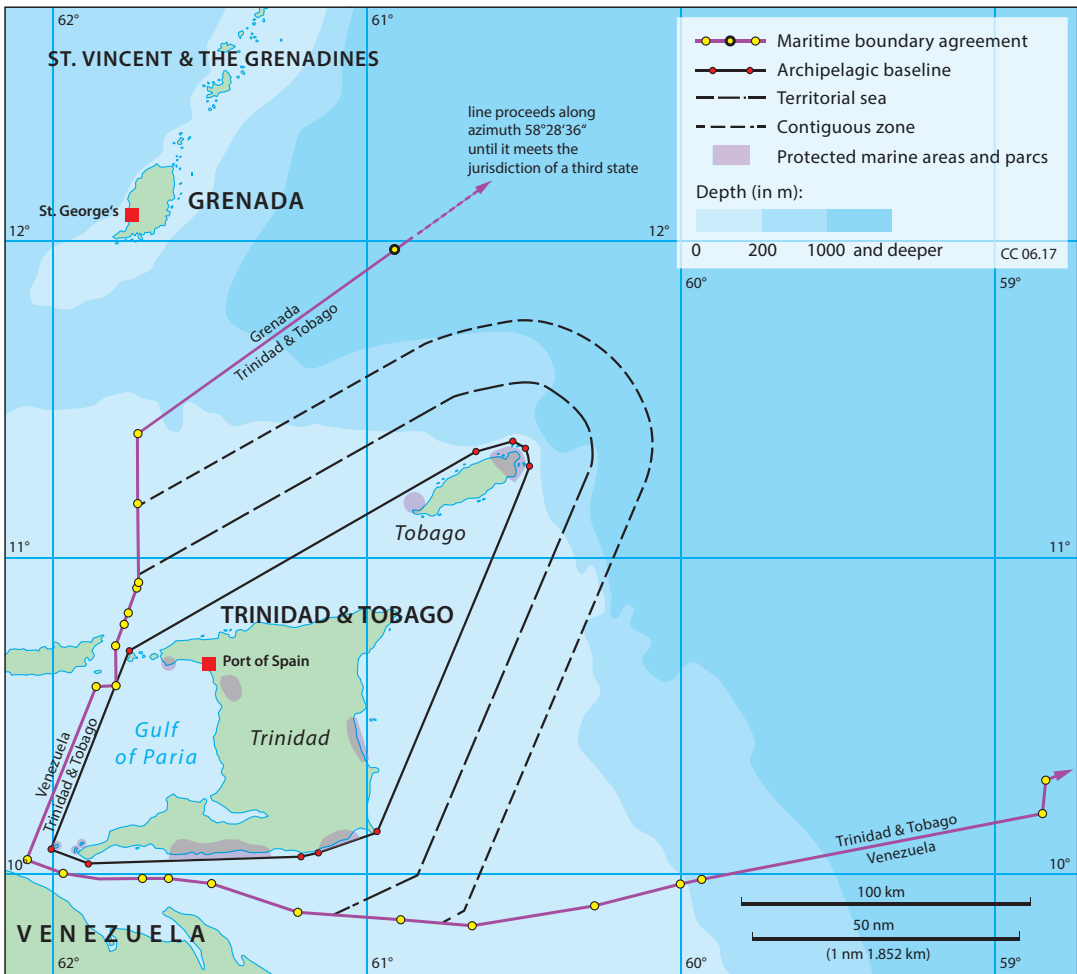 62°
61°
ST. VINCENT & THE GRENADINES
Maritime boundary agreement
Archipelagic baseline
Territorial sea
Contiguous zone
Protected marine areas and parcs
Depth (in m):
0 200 1000 and deeper
CC 06.17
line proceeds along
azimuth 58°28'36“
until it meets the
jurisdiction of a third state
GRENADA
St. George's
12°
12°
60°
59°
Grenada
Trinidad & Tobago
Tobago
11°
11°
TRINIDAD & TOBAGO
Port of Spain
Gulf
of Paria
Trinidad
Venezuela
Trinidad & Tobago
Trinidad & Tobago
Venezuela
10°
10°
100 km
50 nm
(1 nm 1.852 km)
VENEZUELA
62°
61°
60°
59°